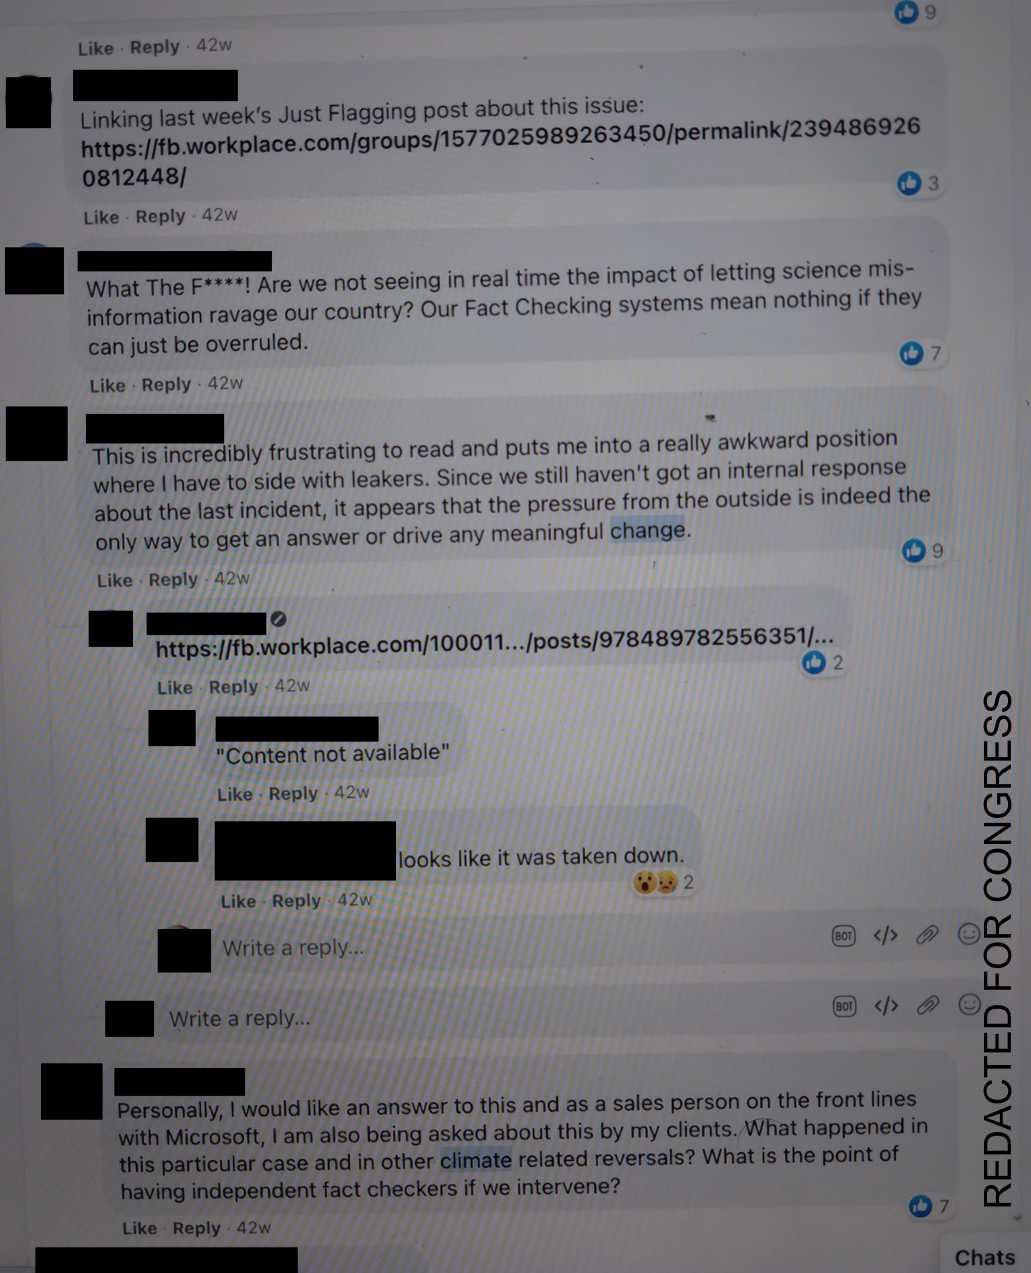 9
Like · Reply · 42w
Linking last week's Just Flagging post about this issue:
https://fb.workplace.com/groups/1577025989263450/permalink/239486926
0812448/
3
Like · Reply · 42w
What The F****! Are we not seeing in real time the impact of letting science mis-
information ravage our country? Our Fact Checking systems mean nothing if they
can just be overruled.
7
Like · Reply · 42w
This is incredibly frustrating to read and puts me into a really awkward position
where I have to side with leakers. Since we still haven't got an internal response
about the last incident, it appears that the pressure from the outside is indeed the
only way to get an answer or drive any meaningful change.
9
Like · Reply · 42w
https://fb.workplace.com/100011.../posts/978489782556351/...
2
Like · Reply · 42w
"Content not available"
Like · Reply · 42w
looks like it was taken down.
2
Like · Reply · 42w
Write a reply...
BOT </>
Write a reply...
BOT </>
Personally, I would like an answer to this and as a sales person on the front lines
with Microsoft, I am also being asked about this by my clients. What happened in
this particular case and in other climate related reversals? What is the point of
having independent fact checkers if we intervene?
7
Like · Reply · 42w
Chats
REDACTED FOR CONGRESS